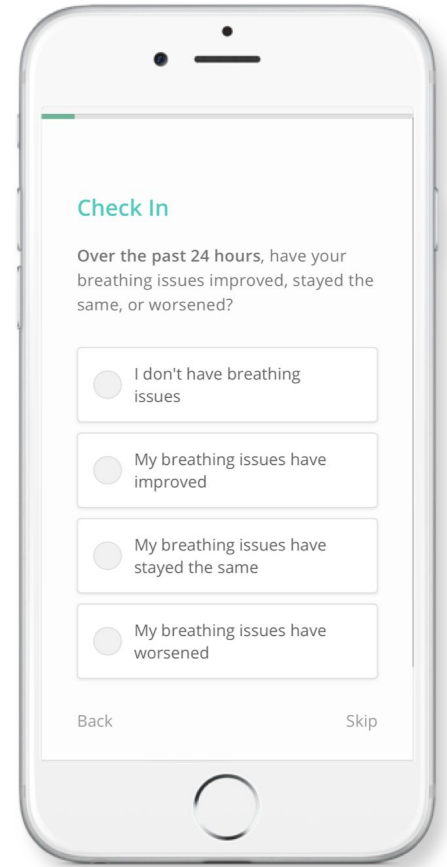 Check In
Over the past 24 hours, have your
breathing issues improved, stayed the
same, or worsened?
I don't have breathing
issues
My breathing issues have
improved
My breathing issues have
stayed the same
My breathing issues have
worsened
Back Skip